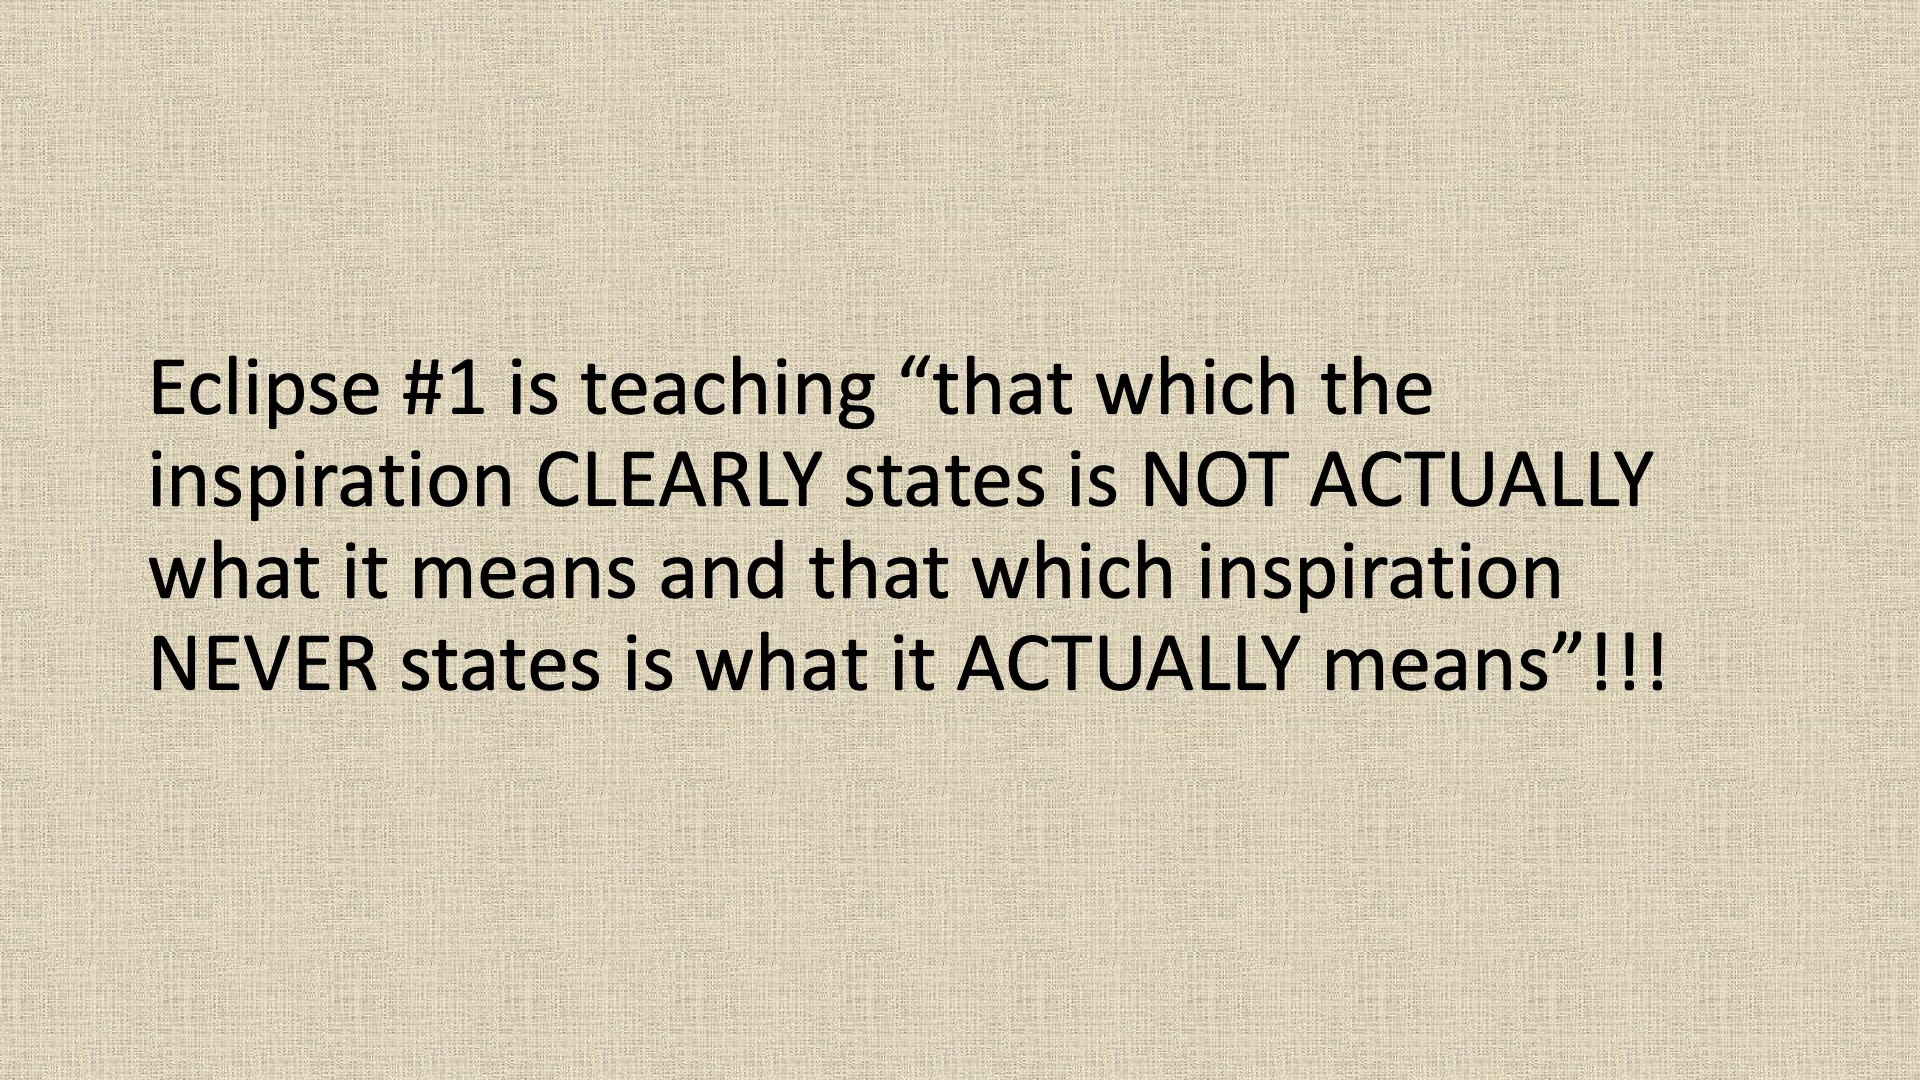 Eclipse #1 is teaching “that which the
inspiration CLEARLY states is NOT ACTUALLY
what it means and that which inspiration
NEVER states is what it ACTUALLY means”!!!